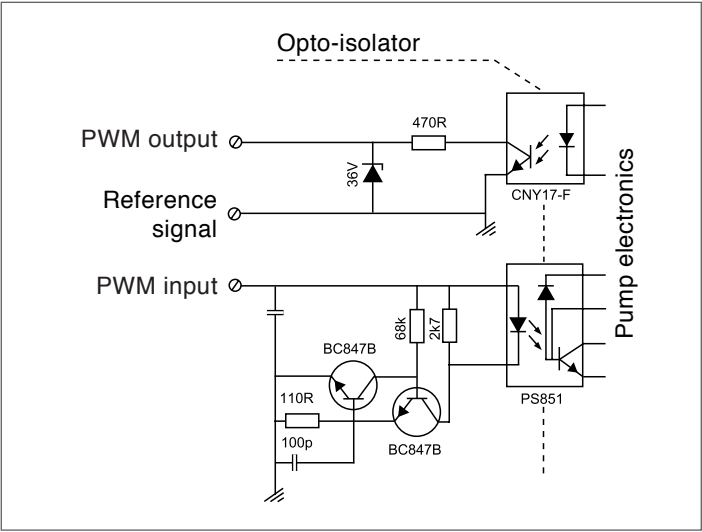 Opto-isolator
470R
PWM output
36V
CNY17-F
Reference
signal
PWM input
Pump electronics
68k
2k7
BC847B
110R
100p
BC847B
PS851